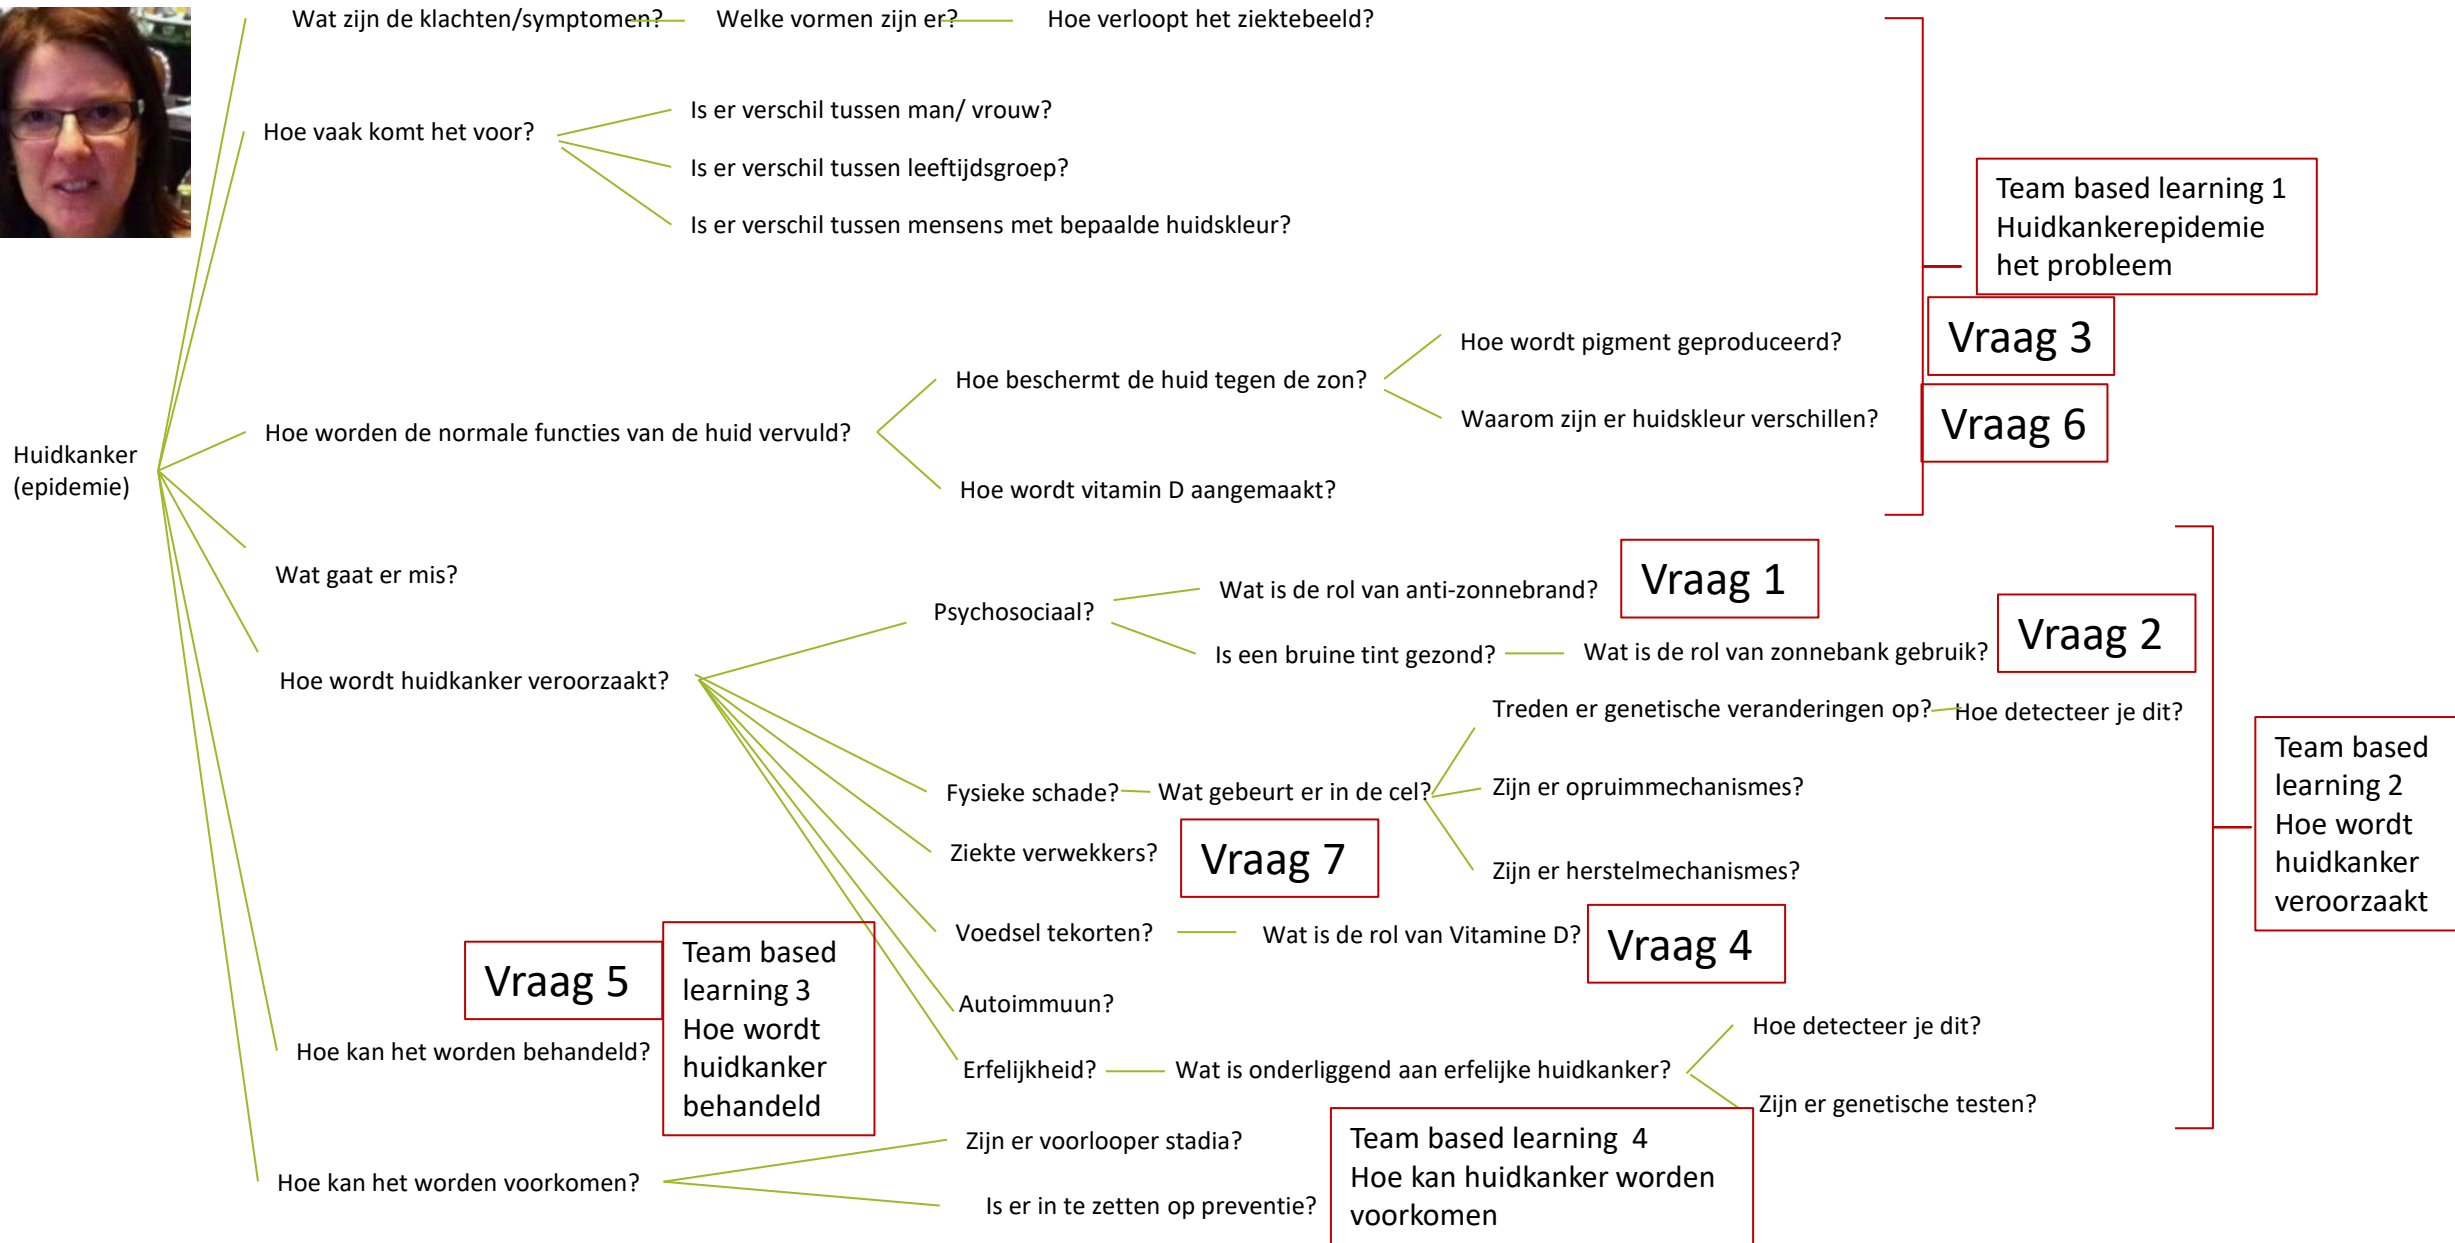 Wat zijn de klachten/symptomen?
Welke vormen zijn er?
Hoe verloopt het ziektebeeld?
Hoe vaak komt het voor?
Is er verschil tussen man/ vrouw?
Is er verschil tussen leeftijdsgroep?
Is er verschil tussen mensens met bepaalde huidskleur?
Team based learning 1
Huidkankerepidemie
het probleem
Huidkanker
(epidemie)
Hoe worden de normale functies van de huid vervuld?
Hoe beschermt de huid tegen de zon?
Hoe wordt pigment geproduceerd?
Vraag 3
Waarom zijn er huidskleur verschillen?
Vraag 6
Hoe wordt vitamin D aangemaakt?
Wat gaat er mis?
Hoe wordt huidkanker veroorzaakt?
Psychosociaal?
Wat is de rol van anti-zonnebrand?
Vraag 1
Is een bruine tint gezond?
Wat is de rol van zonnebank gebruik?
Vraag 2
Fysieke schade?
Wat gebeurt er in de cel?
Treden er genetische veranderingen op?
Hoe detecteer je dit?
Zijn er opruimmechanismes?
Zijn er herstelmechanismes?
Team based
learning 2
Hoe wordt
huidkanker
veroorzaakt
Ziekte verwekkers?
Vraag 7
Voedsel tekorten?
Wat is de rol van Vitamine D?
Vraag 4
Autoimmuun?
Erfelijkheid?
Wat is onderliggend aan erfelijke huidkanker?
Hoe detecteer je dit?
Zijn er genetische testen?
Hoe kan het worden behandeld?
Vraag 5
Team based
learning 3
Hoe wordt
huidkanker
behandeld
Hoe kan het worden voorkomen?
Zijn er voorlooper stadia?
Is er in te zetten op preventie?
Team based learning 4
Hoe kan huidkanker worden
voorkomen